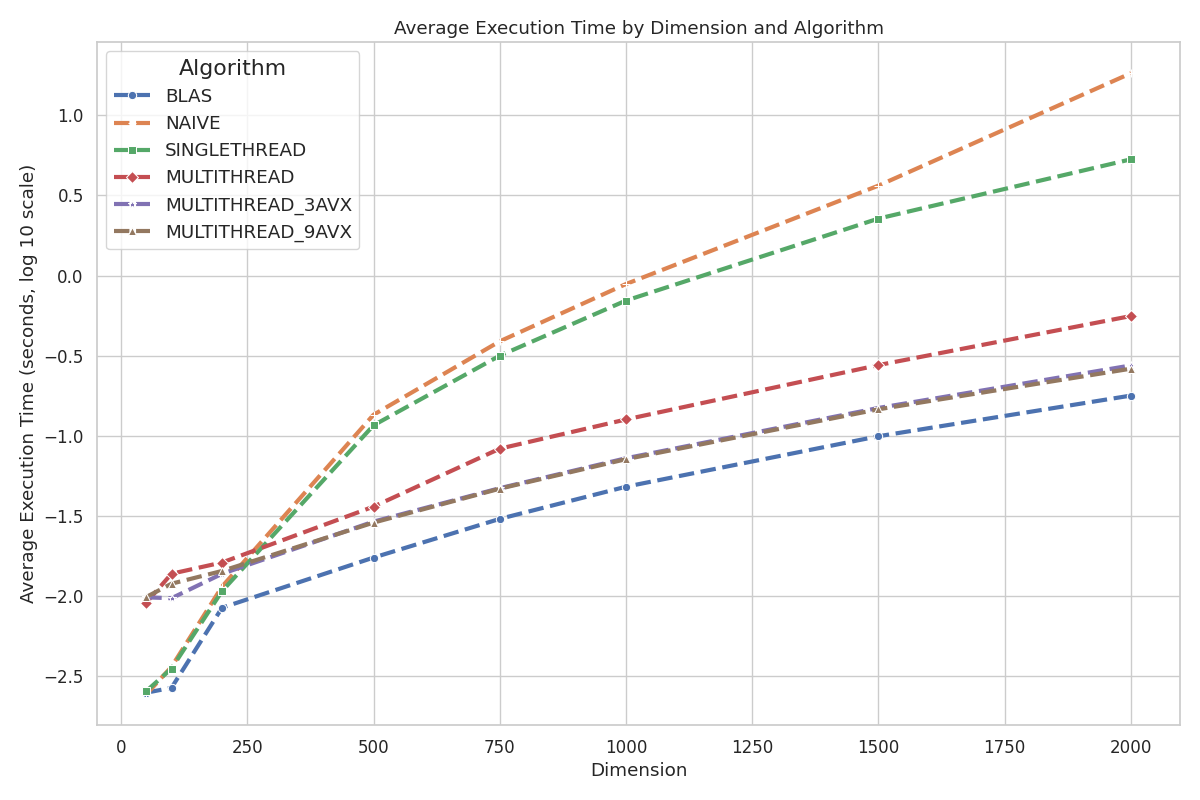 Average Execution Time by Dimension and Algorithm
Algorithm
BLAS
NAIVE
SINGLETHREAD
MULTITHREAD
MULTITHREAD_3AVX
MULTITHREAD_9AVX
Average Execution Time (seconds, log 10 scale)
1.0
0.5
0.0
−0.5
−1.0
−1.5
−2.0
−2.5
0 250 500 750 1000 1250 1500 1750 2000
Dimension